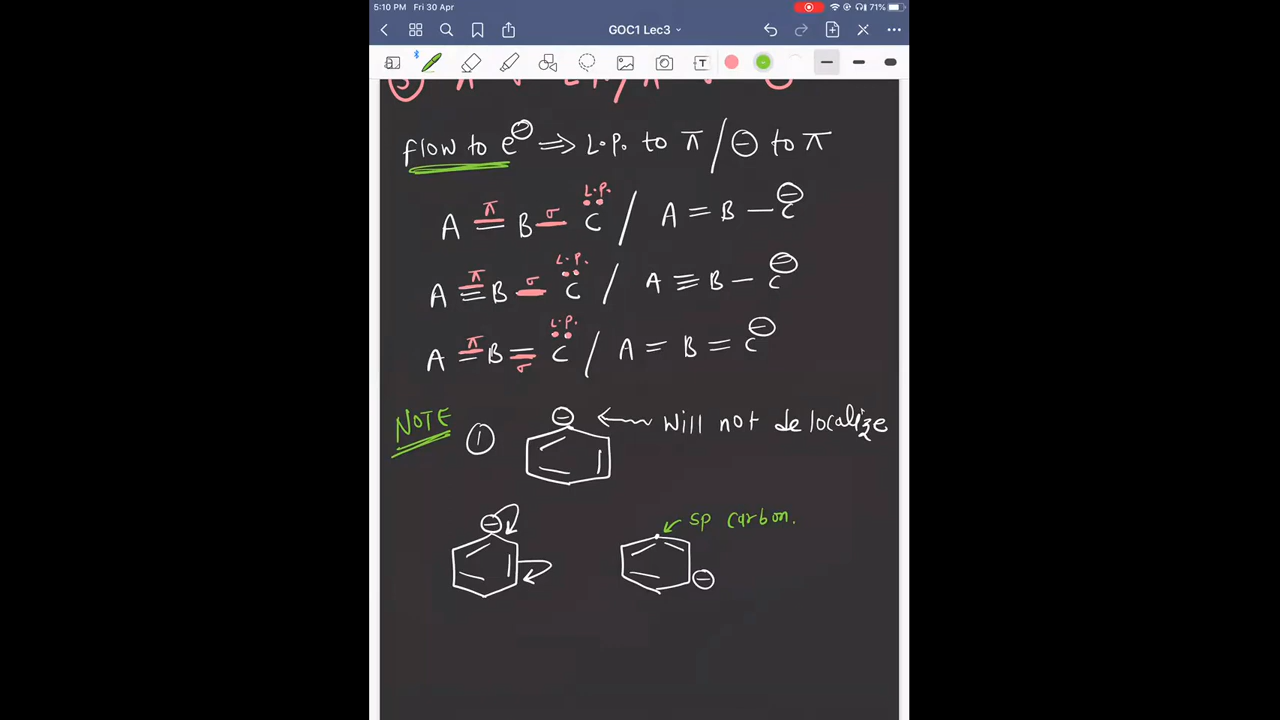 5:10 PM Fri 30 Apr
71%
GOC1 Lec3
T
flow to e⊖ ⟹ L.P. to π / ⊖ to π
π σ L.P.
A = B – C / A = B – C⊖
π σ L.P.
A ≡ B – C / A ≡ B – C⊖
π L.P.
A = B = C / A = B = C⊖
σ
NOTE
① ⊖ ← Will not delocalize
⊖
sp carbon.
⊖